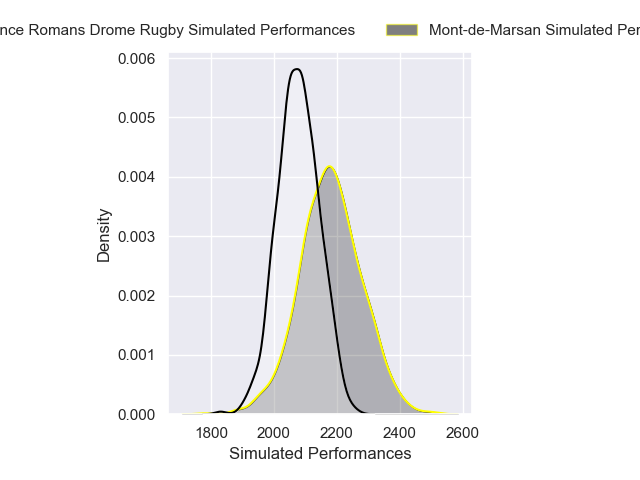 nce Romans Drome Rugby Simulated Performances Mont-de-Marsan Simulated Per
0.006
0.005
0.004
0.003
0.002
0.001
0.000
Density
1800 2000 2200 2400 2600
Simulated Performances